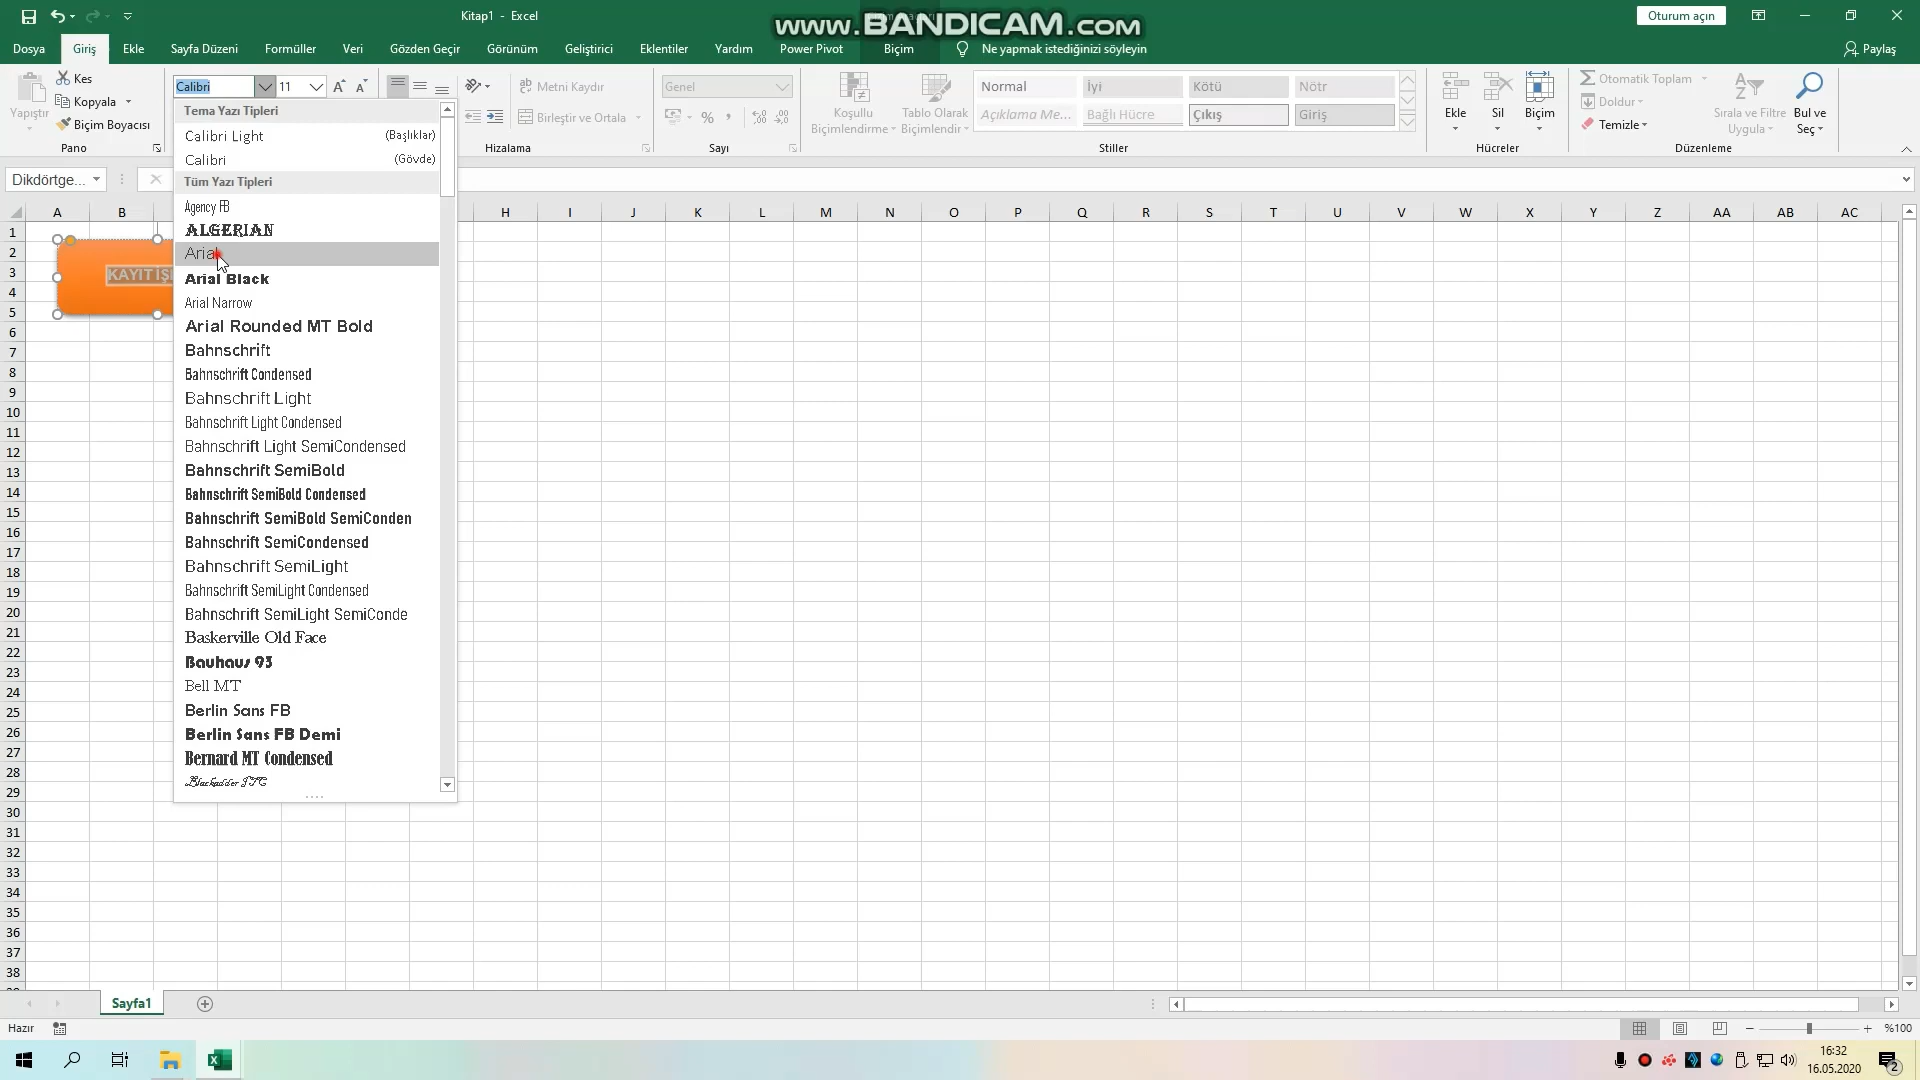 Kitap1 - Excel
www.BANDICAM.com
Oturum açın
Dosya Giriş Ekle Sayfa Düzeni Formüller Veri Gözden Geçir Görünüm Geliştirici Eklentiler Yardım Power Pivot Biçim Ne yapmak istediğinizi söyleyin Paylaş
Yapıştır
Kes
Kopyala
Biçim Boyacısı
Pano
Calibri 11
Metni Kaydır
Birleştir ve Ortala
Hizalama
Genel
Sayı
Koşullu Biçimlendirme
Tablo Olarak Biçimlendir
Normal İyi Kötü Nötr
Açıklama Me... Bağlı Hücre Çıkış Giriş
Stiller
Ekle Sil Biçim
Hücreler
Otomatik Toplam
Doldur
Temizle
Sırala ve Filtre Uygula
Bul ve Seç
Düzenleme
Dikdörtge...
Tema Yazı Tipleri
Calibri Light (Başlıklar)
Calibri (Gövde)
Tüm Yazı Tipleri
Agency FB
ALGERIAN
Arial
Arial Black
Arial Narrow
Arial Rounded MT Bold
Bahnschrift
Bahnschrift Condensed
Bahnschrift Light
Bahnschrift Light Condensed
Bahnschrift Light SemiCondensed
Bahnschrift SemiBold
Bahnschrift SemiBold Condensed
Bahnschrift SemiBold SemiConden
Bahnschrift SemiCondensed
Bahnschrift SemiLight
Bahnschrift SemiLight Condensed
Bahnschrift SemiLight SemiConde
Baskerville Old Face
Bauhaus 93
Bell MT
Berlin Sans FB
Berlin Sans FB Demi
Bernard MT Condensed
Blackadder ITC
A B H I J K L M N O P Q R S T U V W X Y Z AA AB AC
1
2
KAYIT İŞ
3
4
5
6
7
8
9
10
11
12
13
14
15
16
17
18
19
20
21
22
23
24
25
26
27
28
29
30
31
32
33
34
35
36
37
38
Sayfa1
Hazır
%100
16:32
16.05.2020
2